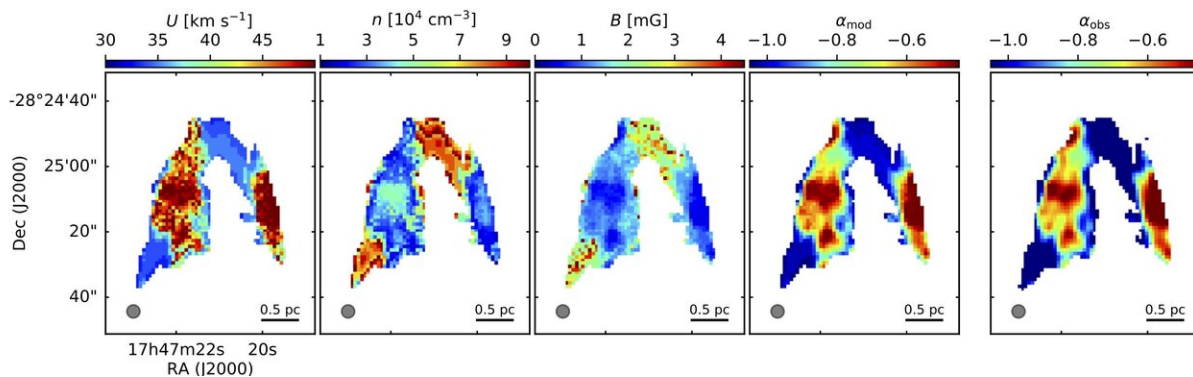 U [km s⁻¹]
30 35 40 45
n [10⁴ cm⁻³]
1 3 5 7 9
B [mG]
0 1 2 3 4
α_mod
−1.0 −0.8 −0.6
α_obs
−1.0 −0.8 −0.6
Dec (J2000)
-28°24'40"
25'00"
20"
40"
0.5 pc
0.5 pc
0.5 pc
0.5 pc
0.5 pc
17h47m22s 20s
RA (J2000)